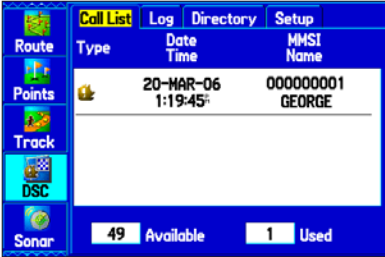 Call List Log Directory Setup
Route
Points
Track
DSC
Sonar
Type Date Time MMSI Name
20-MAR-06 000000001
1:19:45 GEORGE
49 Available 1 Used